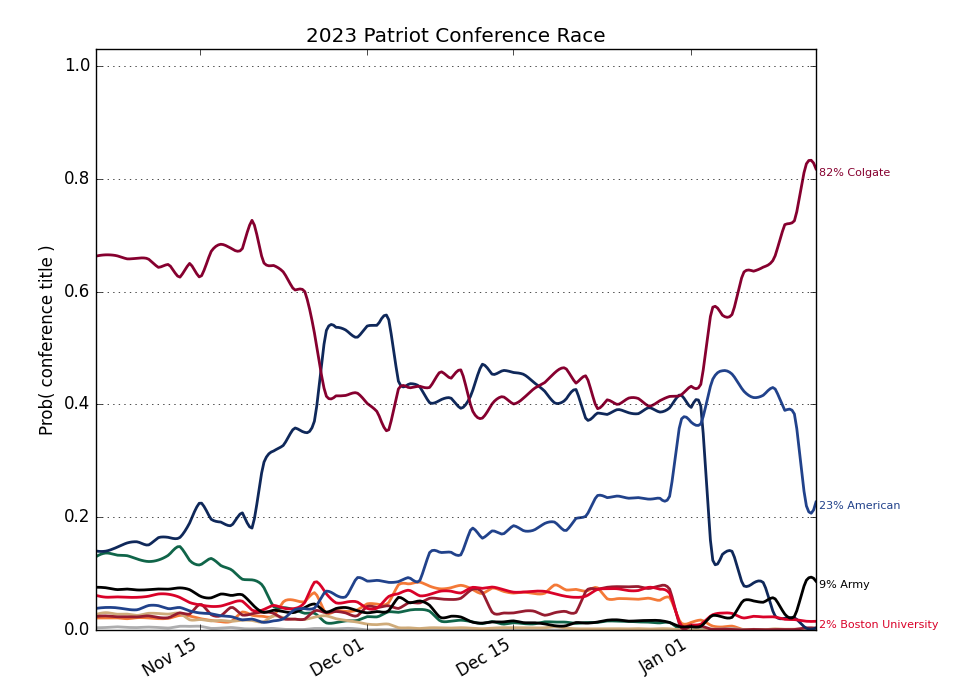 2023 Patriot Conference Race
Prob( conference title )
1.0
0.8
0.6
0.4
0.2
0.0
Nov 15
Dec 01
Dec 15
Jan 01
82% Colgate
23% American
9% Army
2% Boston University